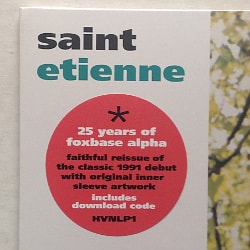 saint
etienne
*
25 years of
foxbase alpha
faithful reissue of
the classic 1991 debut
with original inner
sleeve artwork
includes
download code
HVNLP1